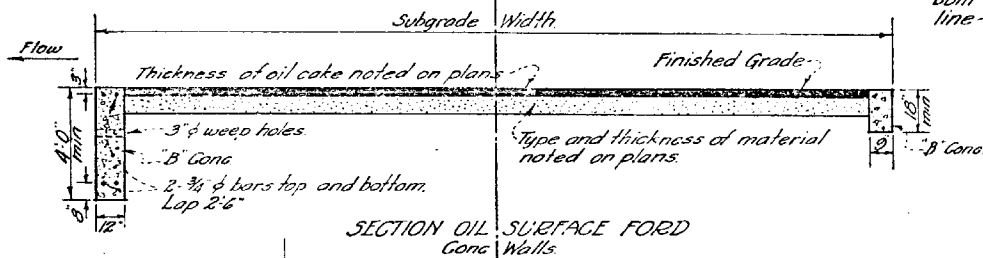 Bom
line-
Subgrade Width.
Flow
Thickness of oil cake noted on plans
Finished Grade
3"
4'-0"
min
8"
12"
3"ϕ weep holes.
"B" Conc.
2-3/4"ϕ bars top and bottom.
Lap 2'-6"
Type and thickness of material
noted on plans.
18"
min
9"
"B" Conc.
SECTION OIL SURFACE FORD
Conc Walls.